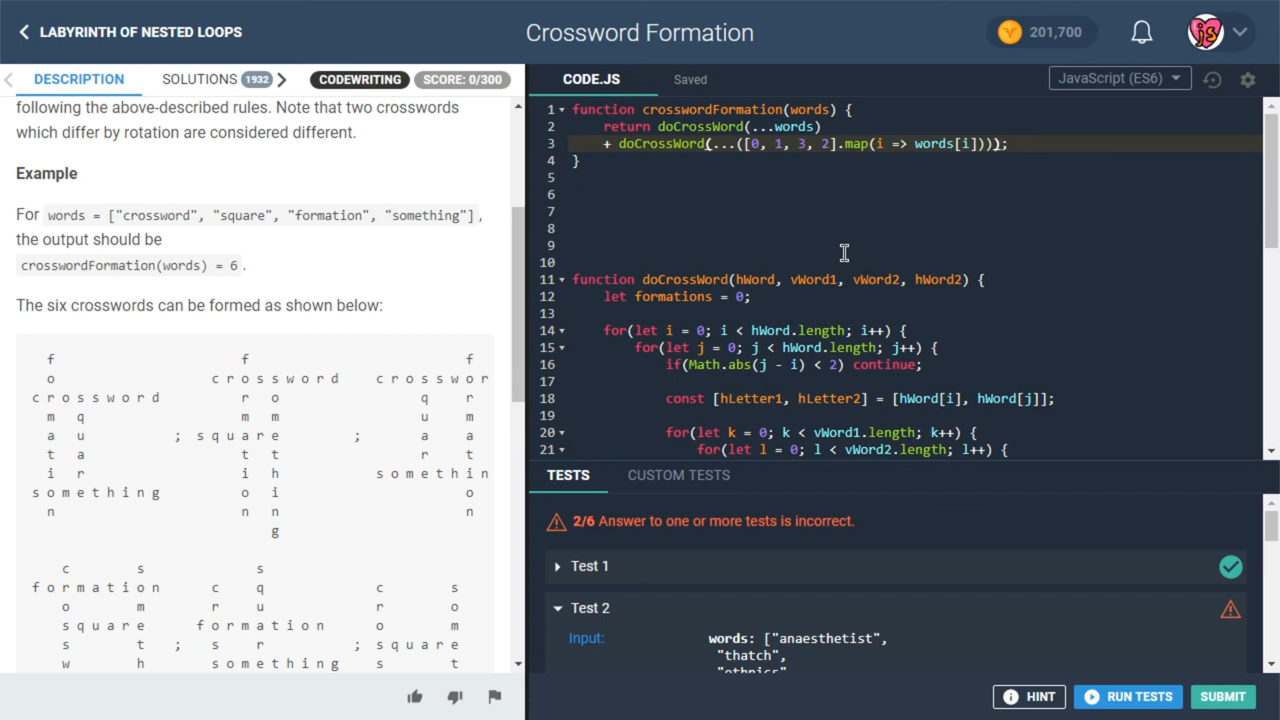 LABYRINTH OF NESTED LOOPS
Crossword Formation
201,700
DESCRIPTION
SOLUTIONS 1932
CODEWRITING
SCORE: 0/300
following the above-described rules. Note that two crosswords
which differ by rotation are considered different.
Example
For words = ["crossword", "square", "formation", "something"],
the output should be
crosswordFormation(words) = 6.
The six crosswords can be formed as shown below:
f f f
o c r o s s w o r d c r o s s w o r
c r o s s w o r d r o q r
m q m m u m
a u ; s q u a r e ; a a
t a t t r t
i r i h s o m e t h i n
s o m e t h i n g o i o
n n n n
g
c s s
f o r m a t i o n q c s
o m u r o
s q u a r e f o r m a t i o n o m
s t ; s r ; s q u a r e
w h s o m e t h i n g s t
CODE.JS
Saved
JavaScript (ES6)
1 function crosswordFormation(words) {
2 return doCrossWord(...words)
3 + doCrossWord(...([0, 1, 3, 2].map(i => words[i])));
4 }
5
6
7
8
9
10
11 function doCrossWord(hWord, vWord1, vWord2, hWord2) {
12 let formations = 0;
13
14 for(let i = 0; i < hWord.length; i++) {
15 for(let j = 0; j < hWord.length; j++) {
16 if(Math.abs(j - i) < 2) continue;
17
18 const [hLetter1, hLetter2] = [hWord[i], hWord[j]];
19
20 for(let k = 0; k < vWord1.length; k++) {
21 for(let l = 0; l < vWord2.length; l++) {
TESTS
CUSTOM TESTS
2/6 Answer to one or more tests is incorrect.
Test 1
Test 2
Input: words: ["anaesthetist",
"thatch",
"ethnics"
HINT
RUN TESTS
SUBMIT